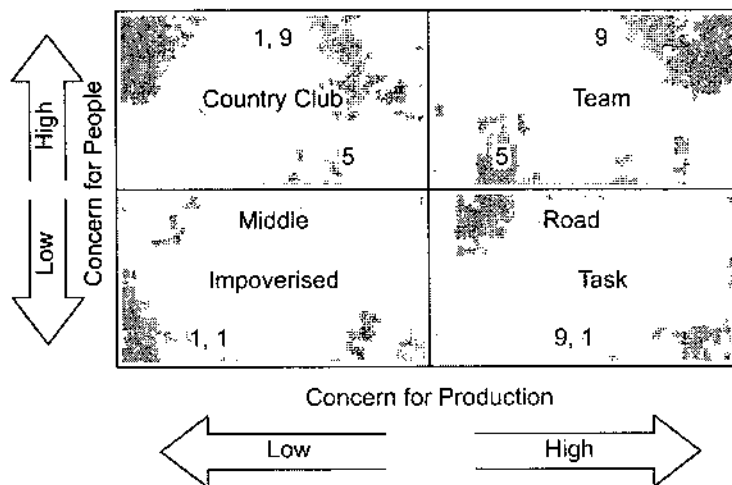 1, 9 9
Country Club Team
5 5
Middle Road
Impoverised Task
1, 1 9, 1
High
Low
Concern for People
Concern for Production
Low High